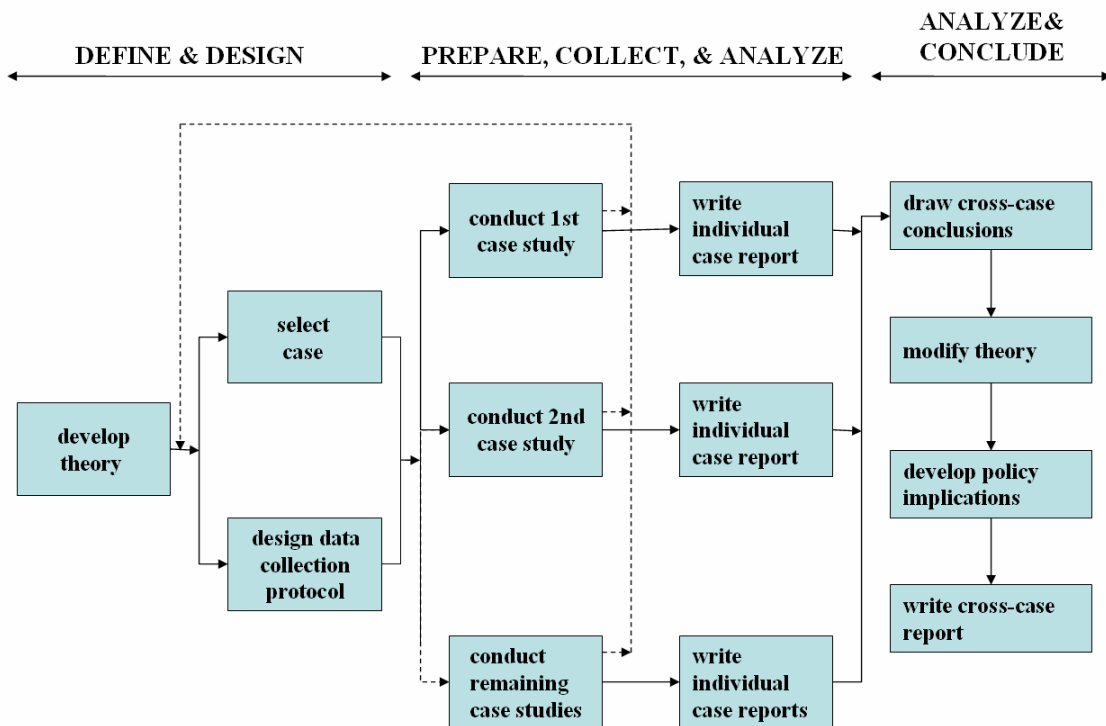 DEFINE & DESIGN
PREPARE, COLLECT, & ANALYZE
ANALYZE&
CONCLUDE
develop
theory
select
case
design data
collection
protocol
conduct 1st
case study
conduct 2nd
case study
conduct
remaining
case studies
write
individual
case report
write
individual
case report
write
individual
case reports
draw cross-case
conclusions
modify theory
develop policy
implications
write cross-case
report